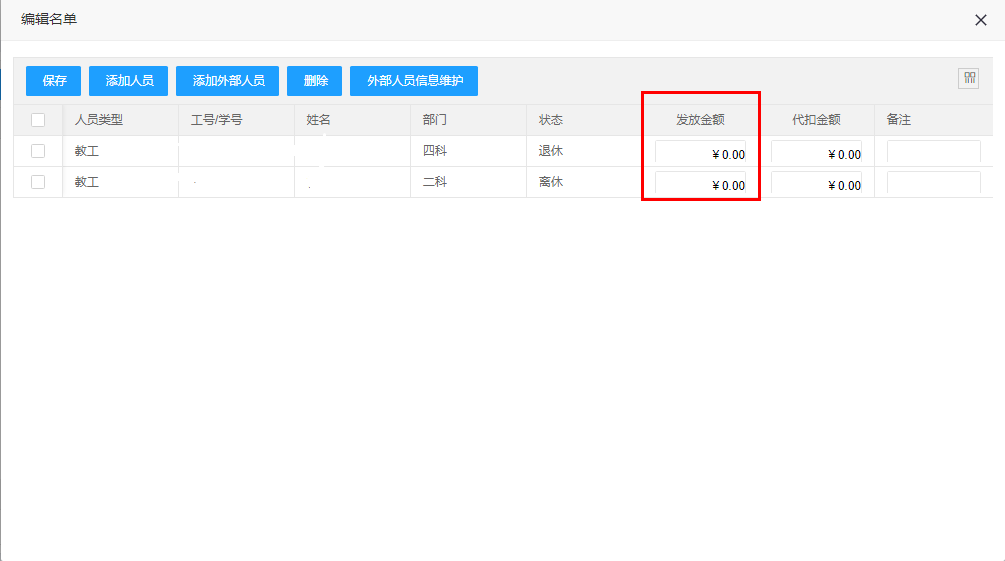 编辑名单
保存 添加人员 添加外部人员 删除 外部人员信息维护
人员类型 工号/学号 姓名 部门 状态 发放金额 代扣金额 备注
教工 四科 退休 ¥0.00 ¥0.00
教工 二科 离休 ¥0.00 ¥0.00